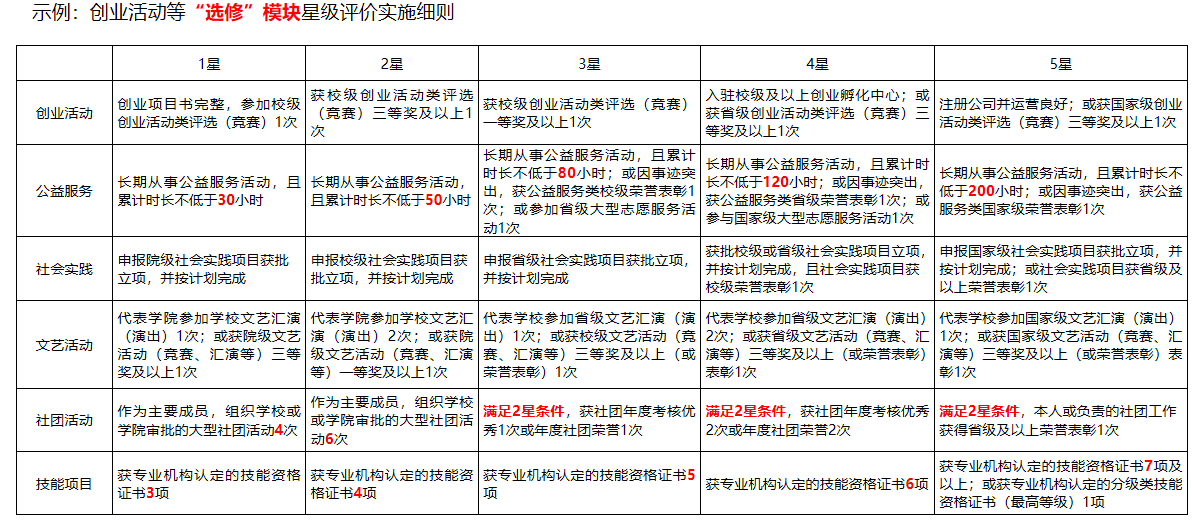 示例：创业活动等“选修”模块星级评价实施细则
1星
2星
3星
4星
5星
创业活动
创业项目书完整，参加校级
创业活动类评选（竞赛）1次
获校级创业活动类评选
（竞赛）三等奖及以上1
次
获校级创业活动类评选（竞赛）
一等奖及以上1次
入驻校级及以上创业孵化中心；或
获省级创业活动类评选（竞赛）三
等奖及以上1次
注册公司并运营良好；或获国家级创业
活动类评选（竞赛）三等奖及以上1次
公益服务
长期从事公益服务活动，且
累计时长不低于30小时
长期从事公益服务活动，
且累计时长不低于50小时
长期从事公益服务活动，且累计
时长不低于80小时；或因事迹突
出，获公益服务类校级荣誉表彰1
次；或参加省级大型志愿服务活
动1次
长期从事公益服务活动，且累计时
长不低于120小时；或因事迹突出，
获公益服务类省级荣誉表彰1次；或
参与国家级大型志愿服务活动1次
长期从事公益服务活动，且累计时长不
低于200小时；或因事迹突出，获公益
服务类国家级荣誉表彰1次
社会实践
申报院级社会实践项目获批
立项，并按计划完成
申报校级社会实践项目获
批立项，并按计划完成
申报省级社会实践项目获批立项，
并按计划完成
获批校级或省级社会实践项目立项，
并按计划完成，且社会实践项目获
校级荣誉表彰1次
申报国家级社会实践项目获批立项，并
按计划完成；或社会实践项目获省级及
以上荣誉表彰1次
文艺活动
代表学院参加学校文艺汇演
（演出）1次；或获院级文艺
活动（竞赛、汇演等）三等
奖及以上1次
代表学院参加学校文艺汇
演（演出）2次；或获院
级文艺活动（竞赛、汇演
等）一等奖及以上1次
代表学校参加省级文艺汇演（演
出）1次；或获校级文艺活动（竞
赛、汇演等）三等奖及以上（或
荣誉表彰）1次
代表学校参加省级文艺汇演（演出）
2次；或获省级文艺活动（竞赛、汇
演等）三等奖及以上（或荣誉表彰）
表彰1次
代表学校参加国家级文艺汇演（演出）
1次；或获国家级文艺活动（竞赛、汇
演等）三等奖及以上（或荣誉表彰）表
彰1次
社团活动
作为主要成员，组织学校或
学院审批的大型社团活动4次
作为主要成员，组织学校
或学院审批的大型社团活
动6次
满足2星条件，获社团年度考核优
秀1次或年度社团荣誉1次
满足2星条件，获社团年度考核优秀
2次或年度社团荣誉2次
满足2星条件，本人或负责的社团工作
获得省级及以上荣誉表彰1次
技能项目
获专业机构认定的技能资格
证书3项
获专业机构认定的技能资
格证书4项
获专业机构认定的技能资格证书5
项
获专业机构认定的技能资格证书6项
获专业机构认定的技能资格证书7项及
以上；或获专业机构认定的分级类技能
资格证书（最高等级）1项